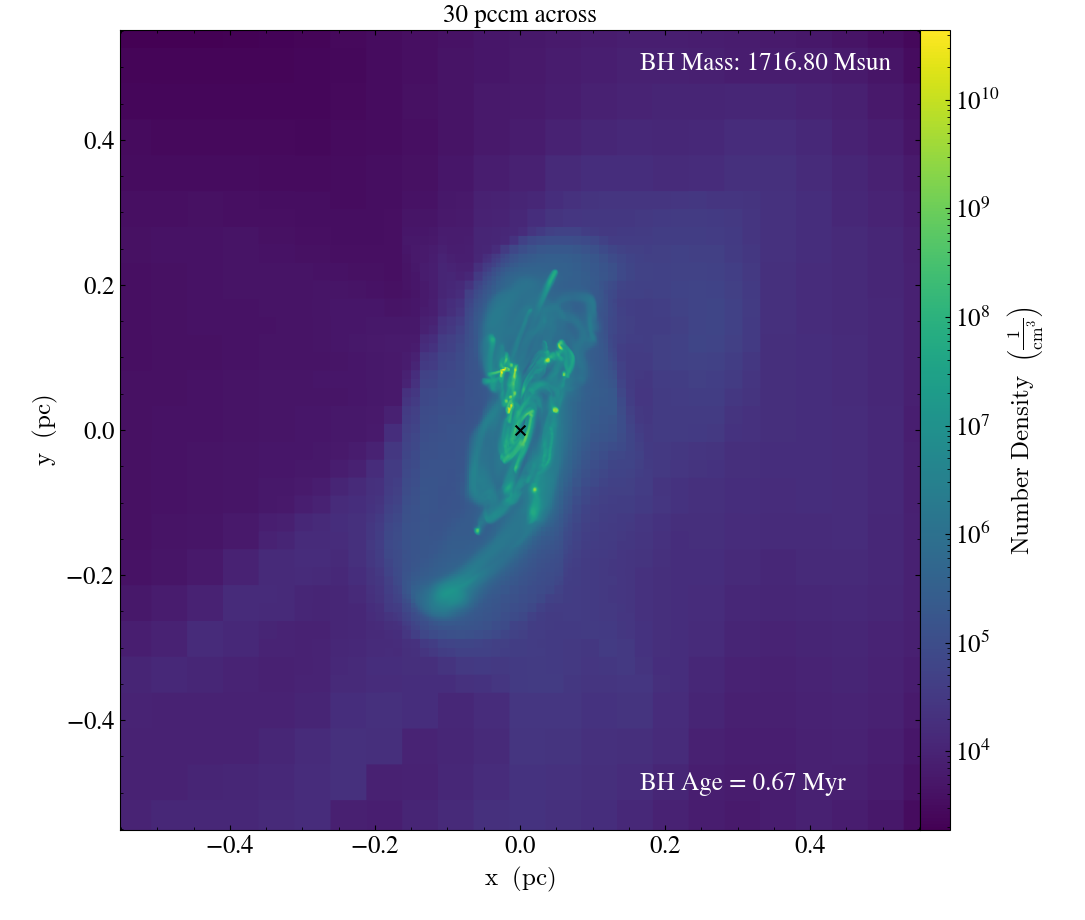 30 pccm across
BH Mass: 1716.80 Msun
BH Age = 0.67 Myr
0.4
0.2
0.0
−0.2
−0.4
y (pc)
−0.4
−0.2
0.0
0.2
0.4
x (pc)
10^10
10^9
10^8
10^7
10^6
10^5
10^4
Number Density (1/cm^3)